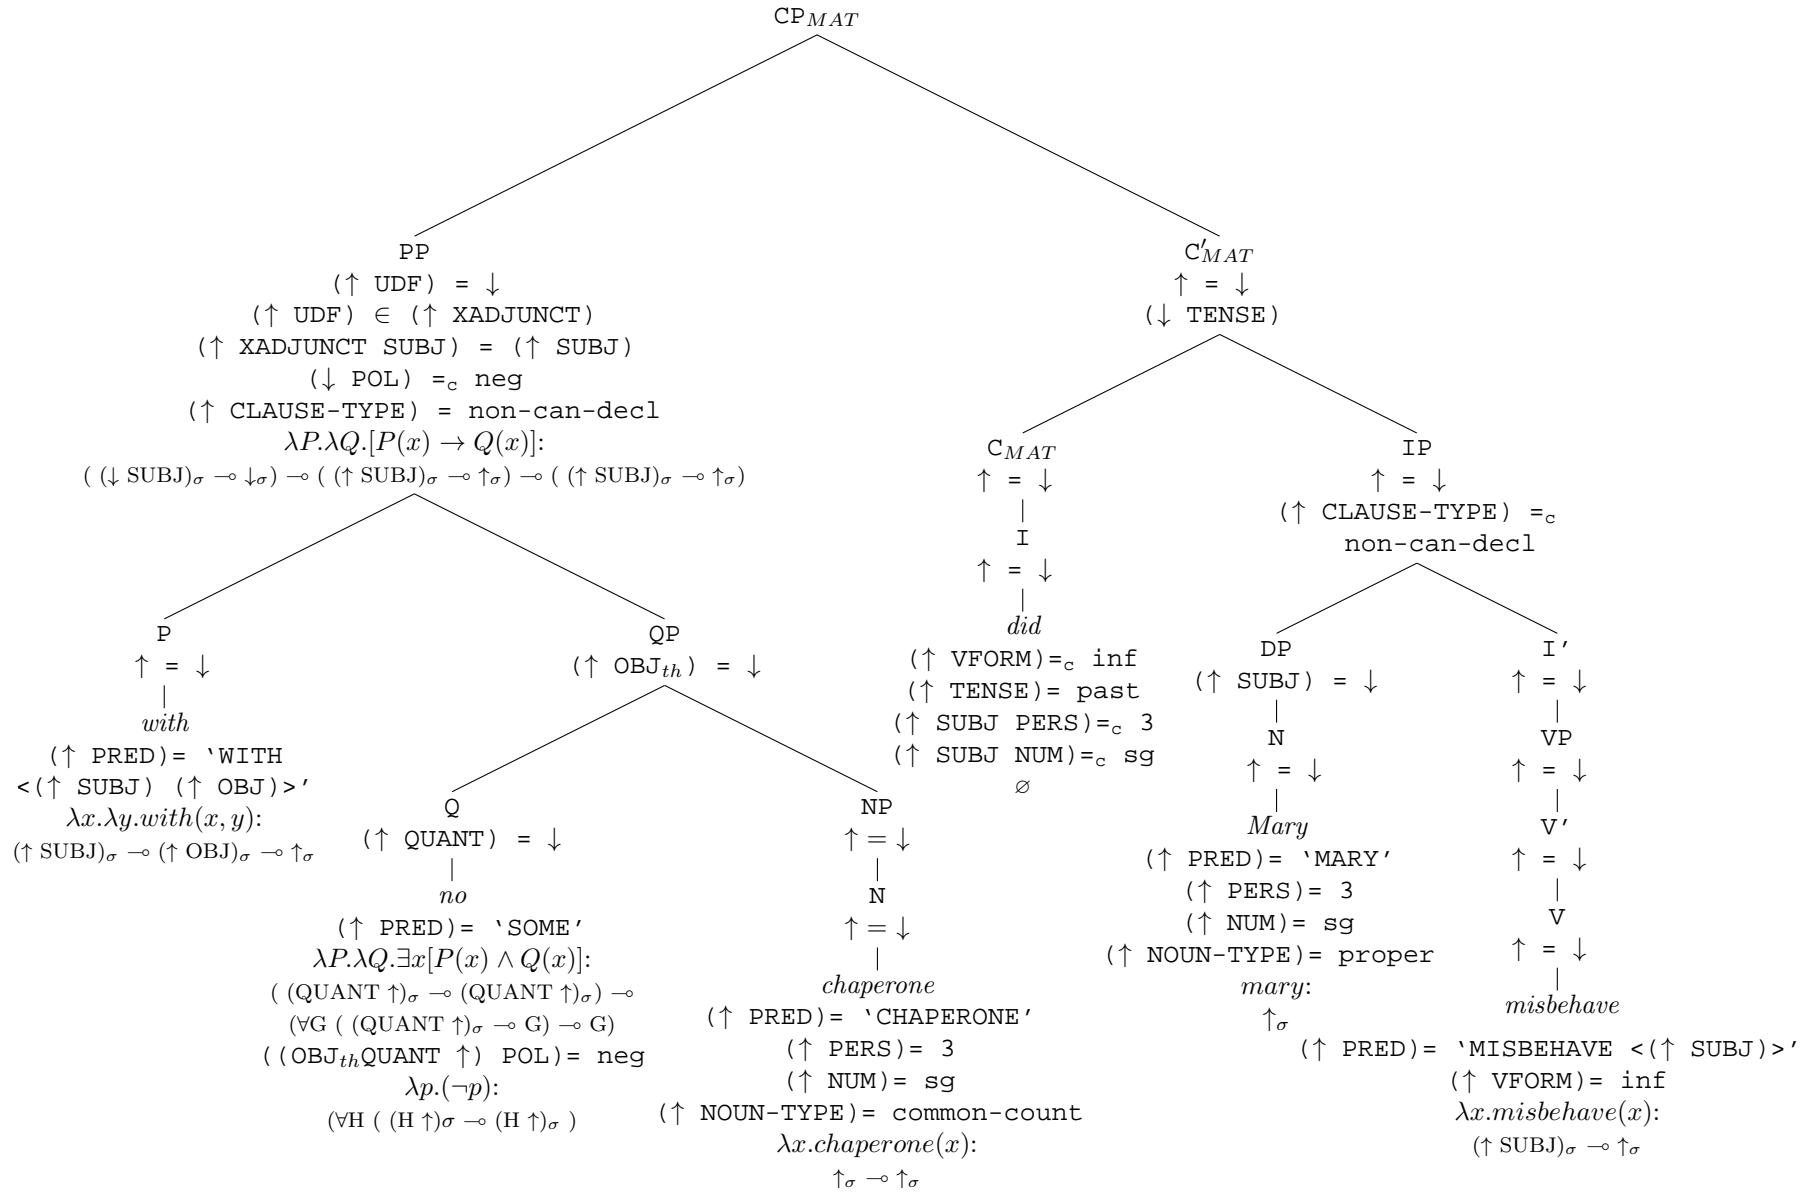 CP_MAT
PP
(↑ UDF) = ↓
(↑ UDF) ∈ (↑ XADJUNCT)
(↑ XADJUNCT SUBJ) = (↑ SUBJ)
(↓ POL) =c neg
(↑ CLAUSE-TYPE) = non-can-decl
λP.λQ.[P(x) → Q(x)]:
( (↓ SUBJ)σ ⊸ ↓σ) ⊸ ( (↑ SUBJ)σ ⊸ ↑σ) ⊸ ( (↑ SUBJ)σ ⊸ ↑σ)
P
↑ = ↓
with
(↑ PRED)= ‘WITH
<(↑ SUBJ) (↑ OBJ)>’
λx.λy.with(x, y):
(↑ SUBJ)σ ⊸ (↑ OBJ)σ ⊸ ↑σ
QP
(↑ OBJ_th) = ↓
Q
(↑ QUANT) = ↓
no
(↑ PRED)= ‘SOME’
λP.λQ.∃x[P(x) ∧ Q(x)]:
( (QUANT ↑)σ ⊸ (QUANT ↑)σ) ⊸
(∀G ( (QUANT ↑)σ ⊸ G) ⊸ G)
((OBJ_thQUANT ↑) POL)= neg
λp.(¬p):
(∀H ( (H ↑)σ ⊸ (H ↑)σ )
NP
↑ = ↓
N
↑ = ↓
chaperone
(↑ PRED)= ‘CHAPERONE’
(↑ PERS)= 3
(↑ NUM)= sg
(↑ NOUN-TYPE)= common-count
λx.chaperone(x):
↑σ ⊸ ↑σ
C′_MAT
↑ = ↓
(↓ TENSE)
C_MAT
↑ = ↓
I
↑ = ↓
did
(↑ VFORM)=c inf
(↑ TENSE)= past
(↑ SUBJ PERS)=c 3
(↑ SUBJ NUM)=c sg
∅
IP
↑ = ↓
(↑ CLAUSE-TYPE) =c
non-can-decl
DP
(↑ SUBJ) = ↓
N
↑ = ↓
Mary
(↑ PRED)= ‘MARY’
(↑ PERS)= 3
(↑ NUM)= sg
(↑ NOUN-TYPE)= proper
mary:
↑σ
I’
↑ = ↓
VP
↑ = ↓
V’
↑ = ↓
V
↑ = ↓
misbehave
(↑ PRED)= ‘MISBEHAVE <(↑ SUBJ)>’
(↑ VFORM)= inf
λx.misbehave(x):
(↑ SUBJ)σ ⊸ ↑σ